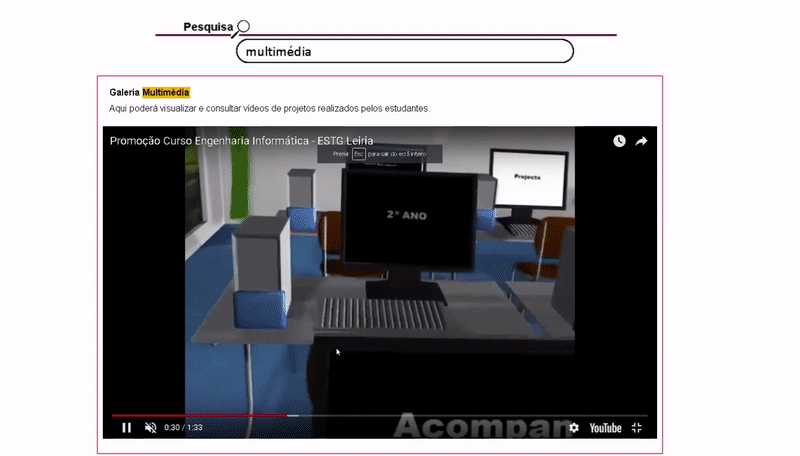 Pesquisa
multimédia
Galeria Multimédia
Aqui poderá visualizar e consultar vídeos de projetos realizados pelos estudantes.
Promoção Curso Engenharia Informática - ESTG Leiria
Premir Esc para sair do ecrã inteiro
Projecto
2º ANO
Acompan
0:30 / 1:33
YouTube